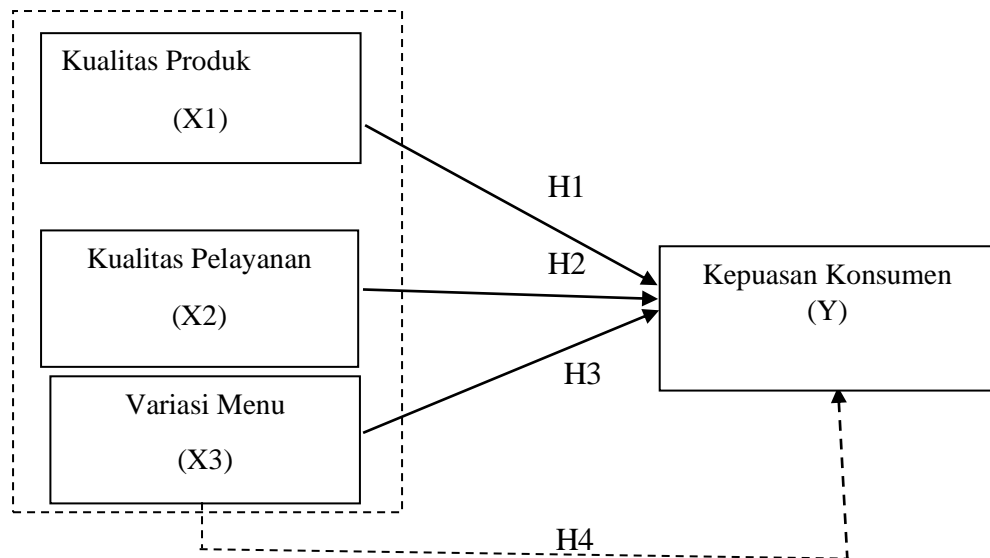 Kualitas Produk
(X1)
H1
Kualitas Pelayanan
(X2)
H2
Kepuasan Konsumen
(Y)
H3
Variasi Menu
(X3)
H4